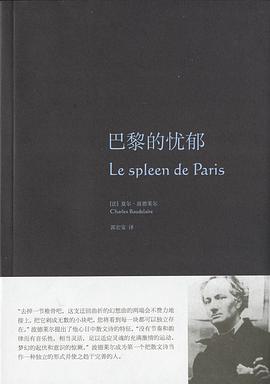 巴黎的忧郁
Le spleen de Paris
[法] 夏尔·波德莱尔
Charles Baudelaire
郭宏安 译
“去掉一节椎骨吧，这支迂回曲折的幻想曲的两端会不费力地
接上，把它剁成无数的小块吧，您将看到每一块都可以独立存
在。”波德莱尔提出了他心目中散文诗的特征，“没有节奏和韵
律而有音乐性，相当灵活，足以适应灵魂的充满激情的运动、
梦幻的起伏和意识的惊厥。”波德莱尔成为第一个把散文诗当
作一种独立的形式并使之趋于完善的人。